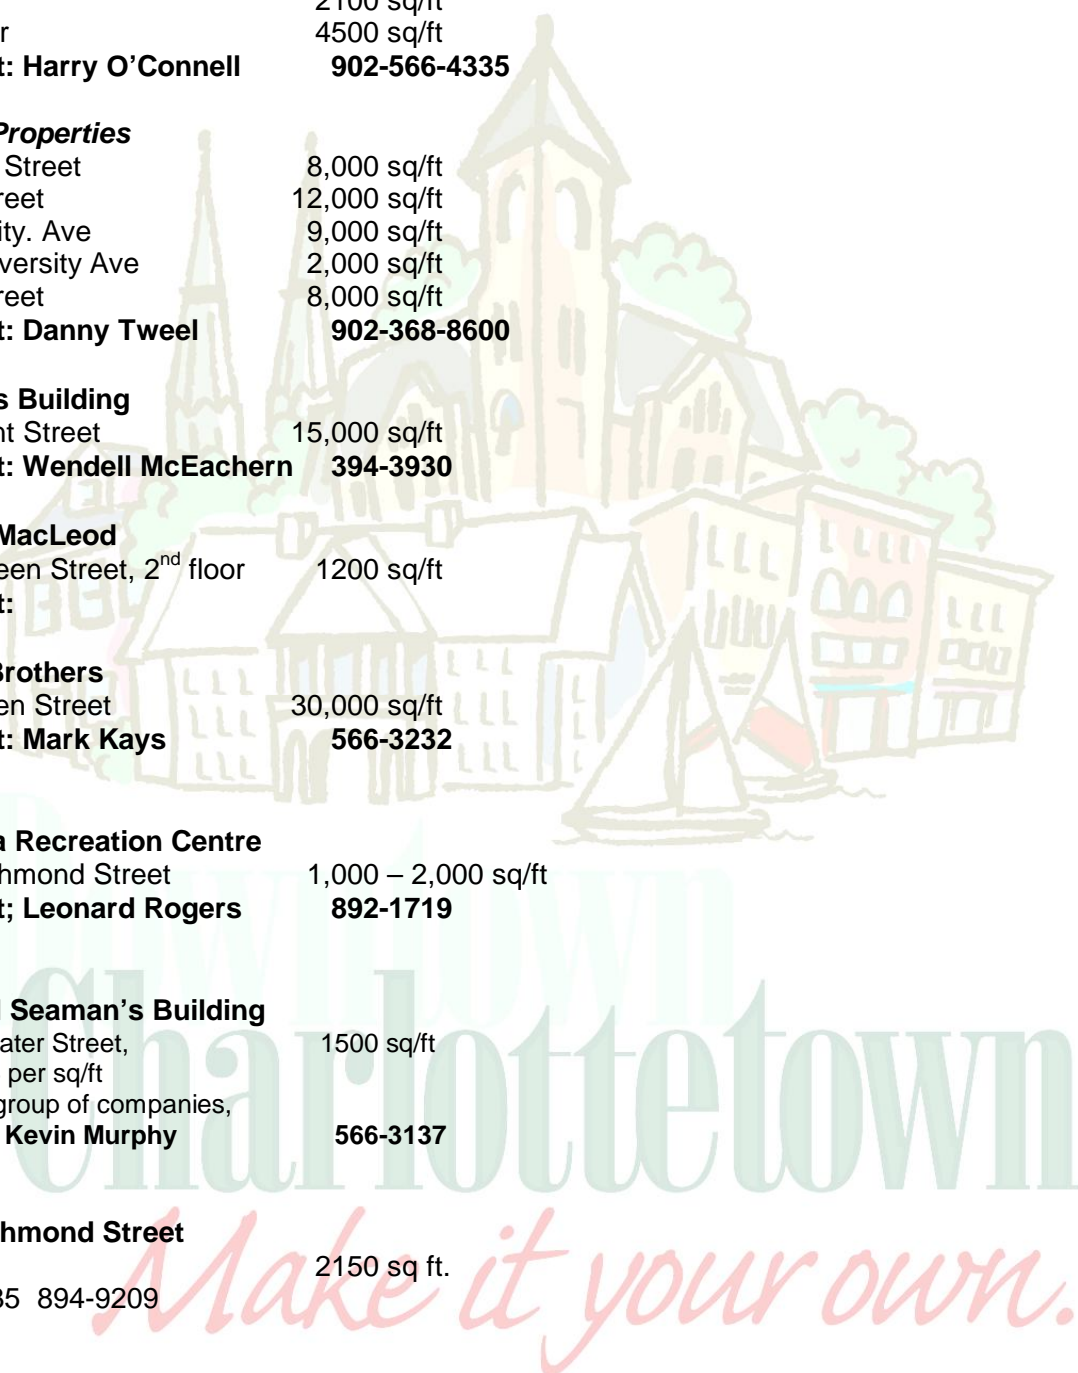 2100 sq/ft
r 4500 sq/ft
t: Harry O’Connell 902-566-4335
Properties
Street 8,000 sq/ft
reet 12,000 sq/ft
ity. Ave 9,000 sq/ft
versity Ave 2,000 sq/ft
reet 8,000 sq/ft
t: Danny Tweel 902-368-8600
s Building
nt Street 15,000 sq/ft
t: Wendell McEachern 394-3930
MacLeod
een Street, 2nd floor 1200 sq/ft
t:
Brothers
en Street 30,000 sq/ft
t: Mark Kays 566-3232
a Recreation Centre
hmond Street 1,000 – 2,000 sq/ft
t; Leonard Rogers 892-1719
Downtown
l Seaman’s Building
ater Street, 1500 sq/ft
per sq/ft
group of companies,
Kevin Murphy 566-3137
Charlottetown
hmond Street
2150 sq ft.
35 894-9209
Make it your own.